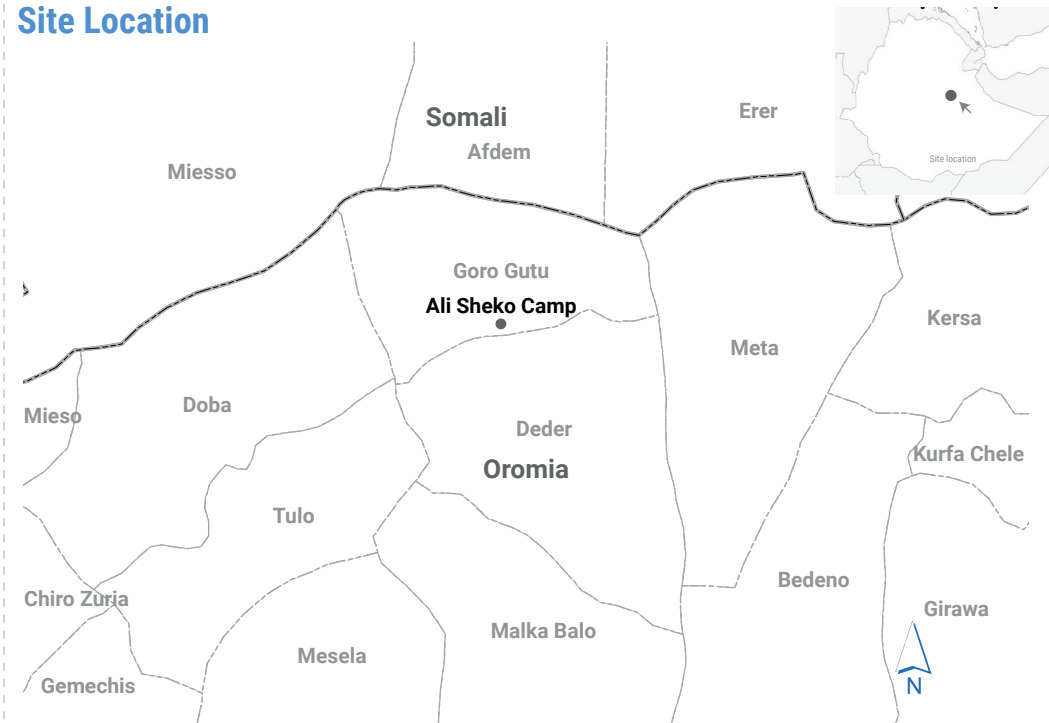 Site Location
Somali
Erer
Afdem
Miesso
Site location
Goro Gutu
Ali Sheko Camp
Kersa
Meta
Doba
Mieso
Deder
Kurfa Chele
Oromia
Tulo
Bedeno
Chiro Zuria
Girawa
Malka Balo
Mesela
Gemechis
N